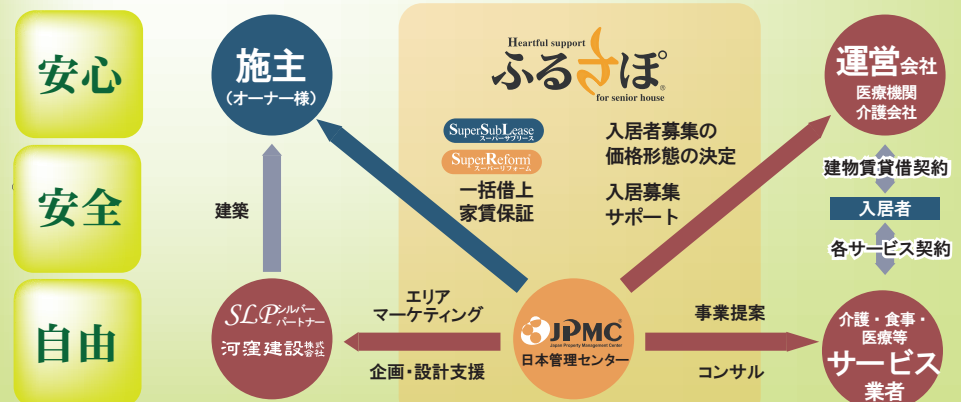 安心
安全
自由
施主
(オーナー様)
建築
SLP シルバーパートナー
河窪建設株式会社
Heartful support
ふるさぽ®
for senior house
SuperSubLease
スーパーサブリース
SuperReform
スーパーリフォーム
一括借上
家賃保証
入居者募集の
価格形態の決定
入居募集
サポート
エリア
マーケティング
企画・設計支援
JPMC®
Japan Property Management Center
日本管理センター
事業提案
コンサル
運営会社
医療機関
介護会社
建物賃貸借契約
入居者
各サービス契約
介護・食事・
医療等
サービス
業者